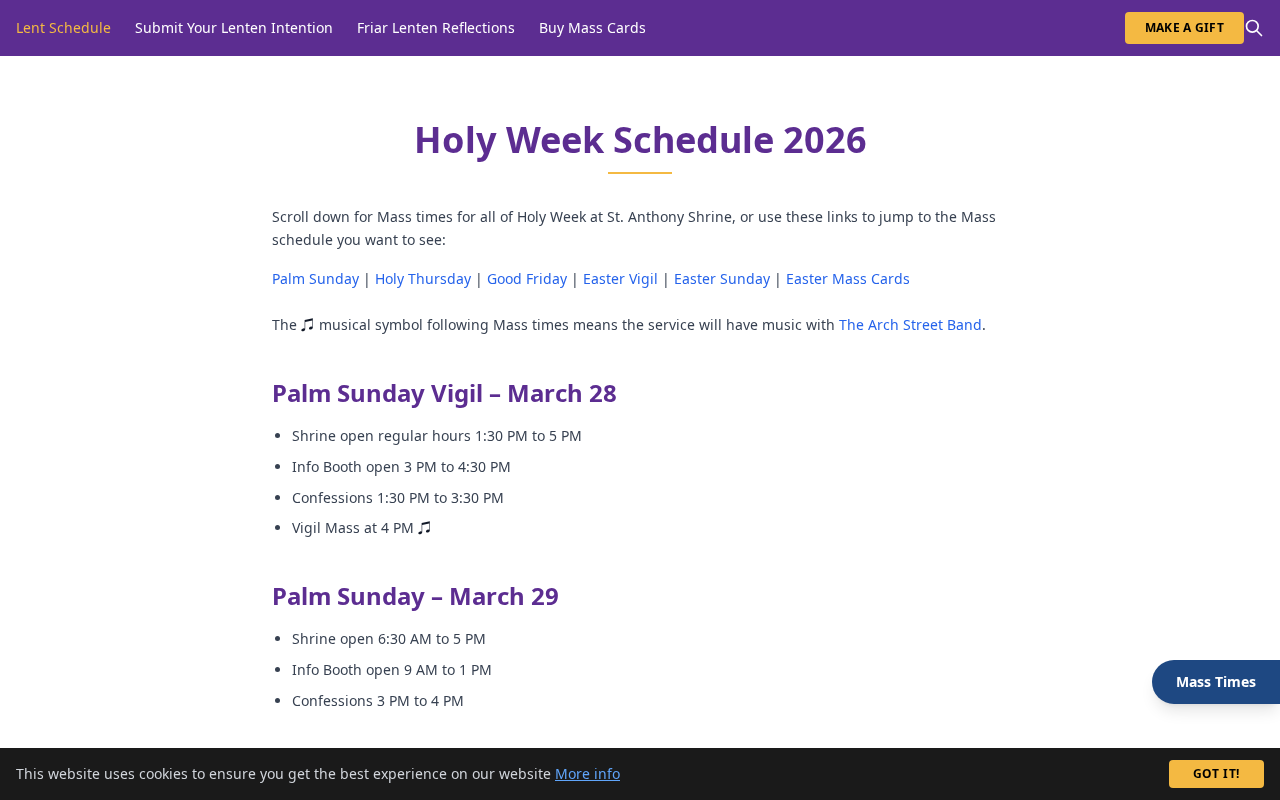 Lent Schedule Submit Your Lenten Intention Friar Lenten Reflections Buy Mass Cards MAKE A GIFT
Holy Week Schedule 2026
Scroll down for Mass times for all of Holy Week at St. Anthony Shrine, or use these links to jump to the Mass
schedule you want to see:
Palm Sunday | Holy Thursday | Good Friday | Easter Vigil | Easter Sunday | Easter Mass Cards
The 🎵 musical symbol following Mass times means the service will have music with The Arch Street Band.
Palm Sunday Vigil – March 28
• Shrine open regular hours 1:30 PM to 5 PM
• Info Booth open 3 PM to 4:30 PM
• Confessions 1:30 PM to 3:30 PM
• Vigil Mass at 4 PM 🎵
Palm Sunday – March 29
• Shrine open 6:30 AM to 5 PM
• Info Booth open 9 AM to 1 PM
• Confessions 3 PM to 4 PM
Mass Times
This website uses cookies to ensure you get the best experience on our website More info GOT IT!